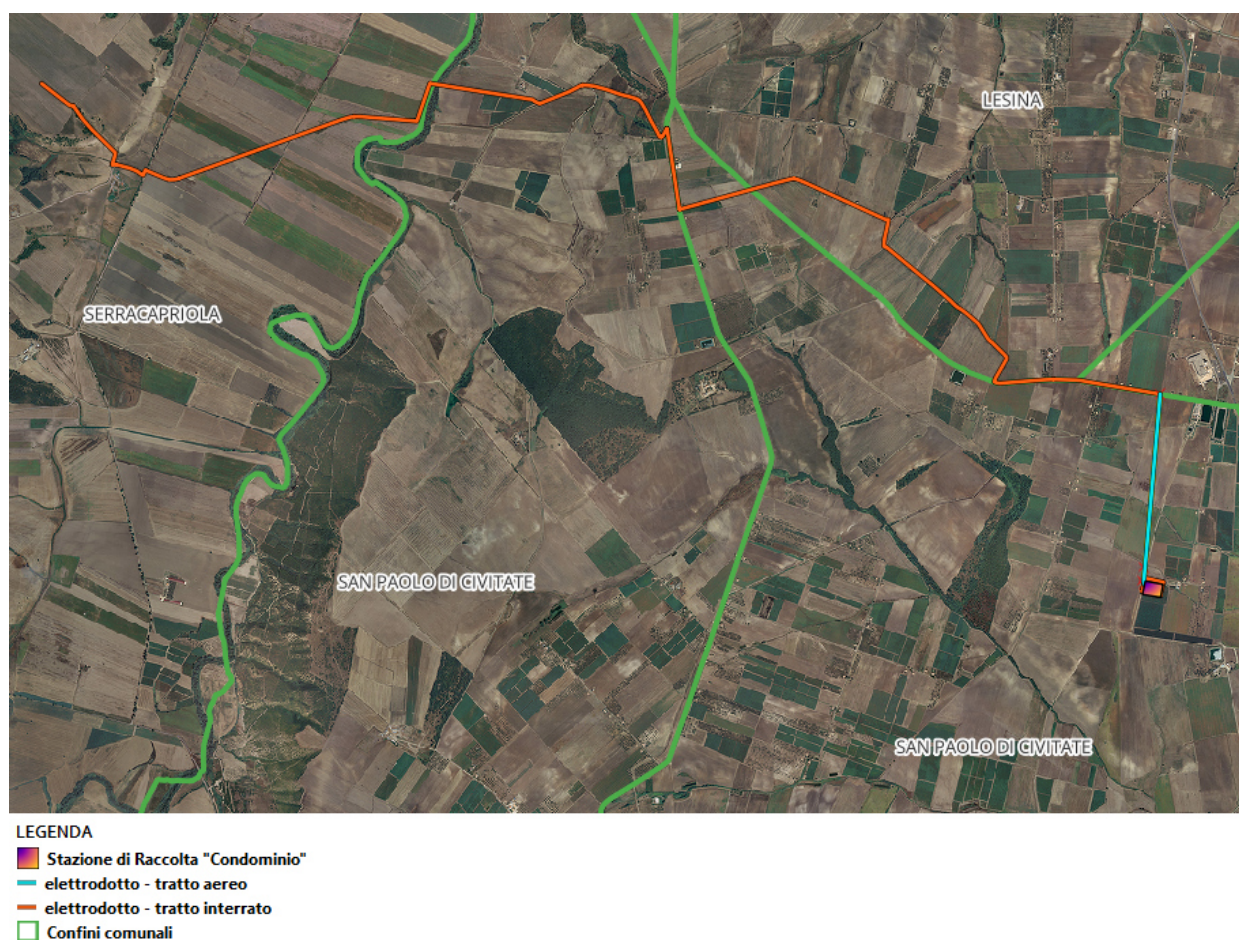 LESINA
SERRACAPRIOLA
SAN PAOLO DI CIVITATE
SAN PAOLO DI CIVITATE
LEGENDA
Stazione di Raccolta "Condominio"
elettrodotto - tratto aereo
elettrodotto - tratto interrato
Confini comunali